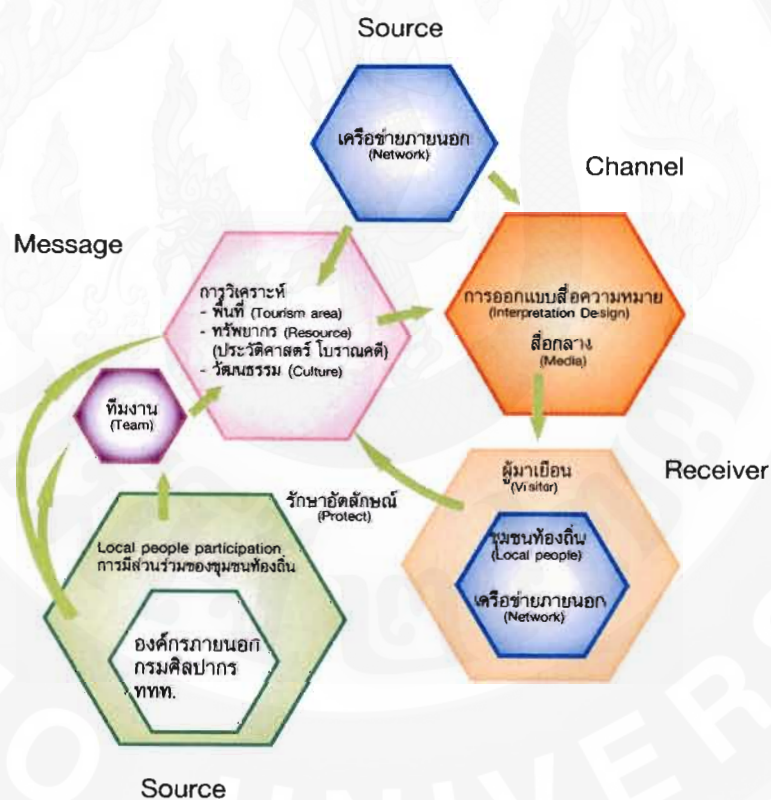 Source
เครือข่ายภายนอก
(Network)
Channel
Message
การวิเคราะห์
- พื้นที่ (Tourism area)
- ทรัพยากร (Resource)
(ประวัติศาสตร์ โบราณคดี)
- วัฒนธรรม (Culture)
การออกแบบสื่อความหมาย
(Interpretation Design)
สื่อกลาง
(Media)
ทีมงาน
(Team)
ผู้มาเยือน
(Visitor)
Receiver
ชุมชนท้องถิ่น
(Local people)
เครือข่ายภายนอก
(Network)
รักษาอัตลักษณ์
(Protect)
Local people participation
การมีส่วนร่วมของชุมชนท้องถิ่น
องค์กรภายนอก
กรมศิลปากร
ททท.
Source